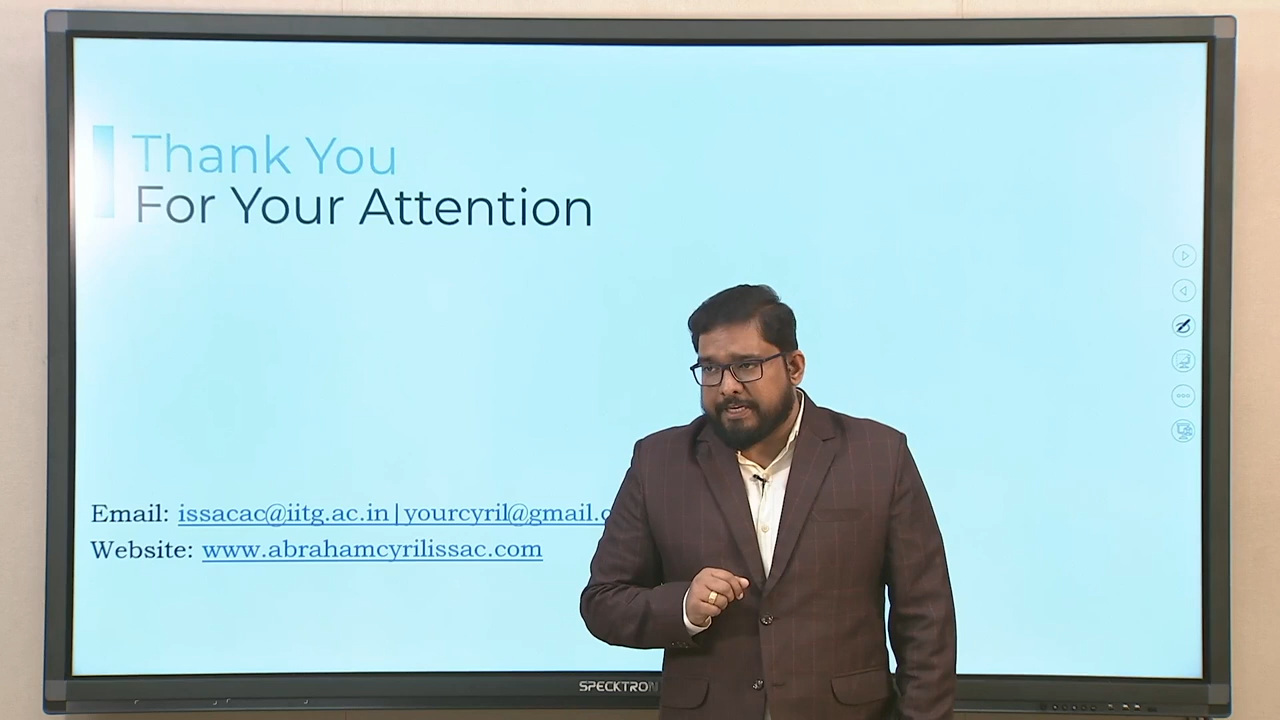 Thank You
For Your Attention
Email: issacac@iitg.ac.in|yourcyril@gmail.c
Website: www.abrahamcyrilissac.com
SPECKTRON